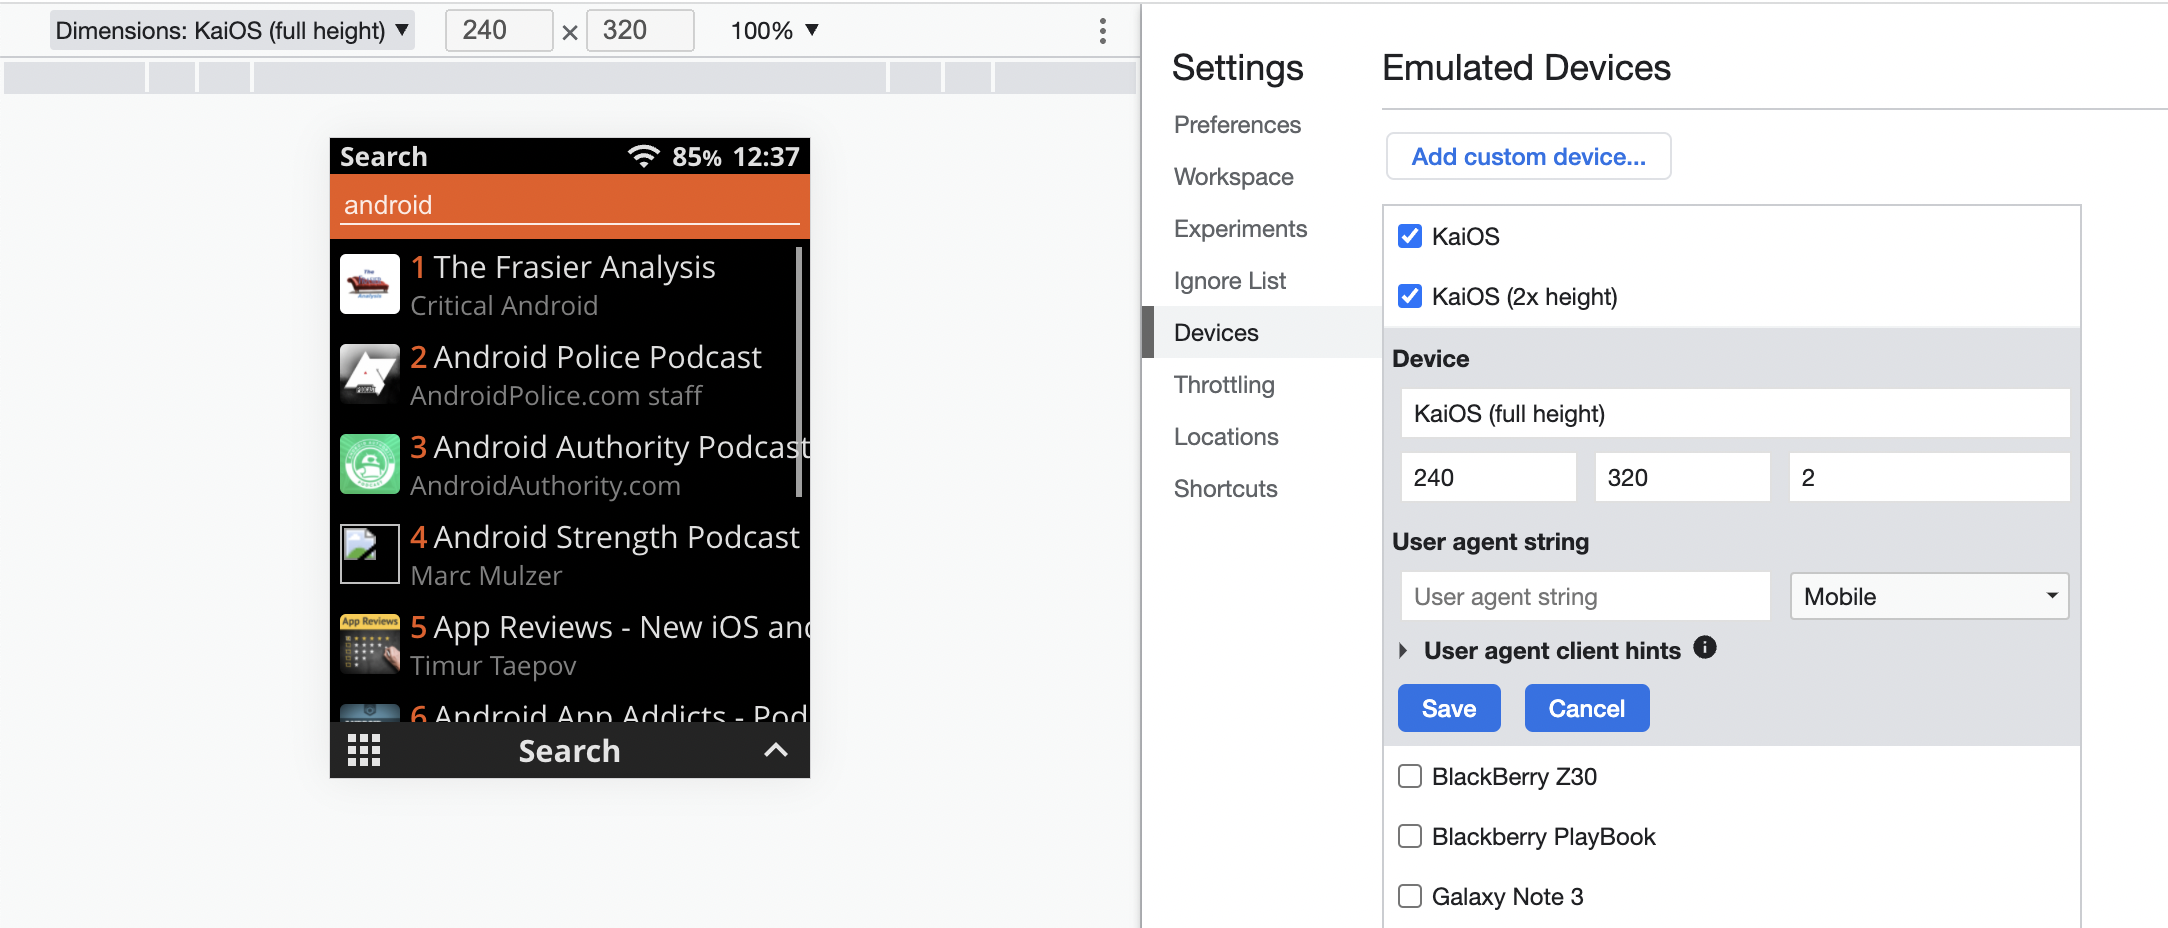 Dimensions: KaiOS (full height) ▼ 240 × 320 100% ▼
Search 85% 12:37
android
1 The Frasier Analysis
Critical Android
2 Android Police Podcast
AndroidPolice.com staff
3 Android Authority Podcast
AndroidAuthority.com
4 Android Strength Podcast
Marc Mulzer
App Reviews
5 App Reviews - New iOS and
Timur Taepov
6 Android App Addicts - Pod
Search
Settings
Preferences
Workspace
Experiments
Ignore List
Devices
Throttling
Locations
Shortcuts
Emulated Devices
Add custom device...
KaiOS
KaiOS (2x height)
Device
KaiOS (full height)
240 320 2
User agent string
User agent string Mobile
User agent client hints
Save Cancel
BlackBerry Z30
Blackberry PlayBook
Galaxy Note 3